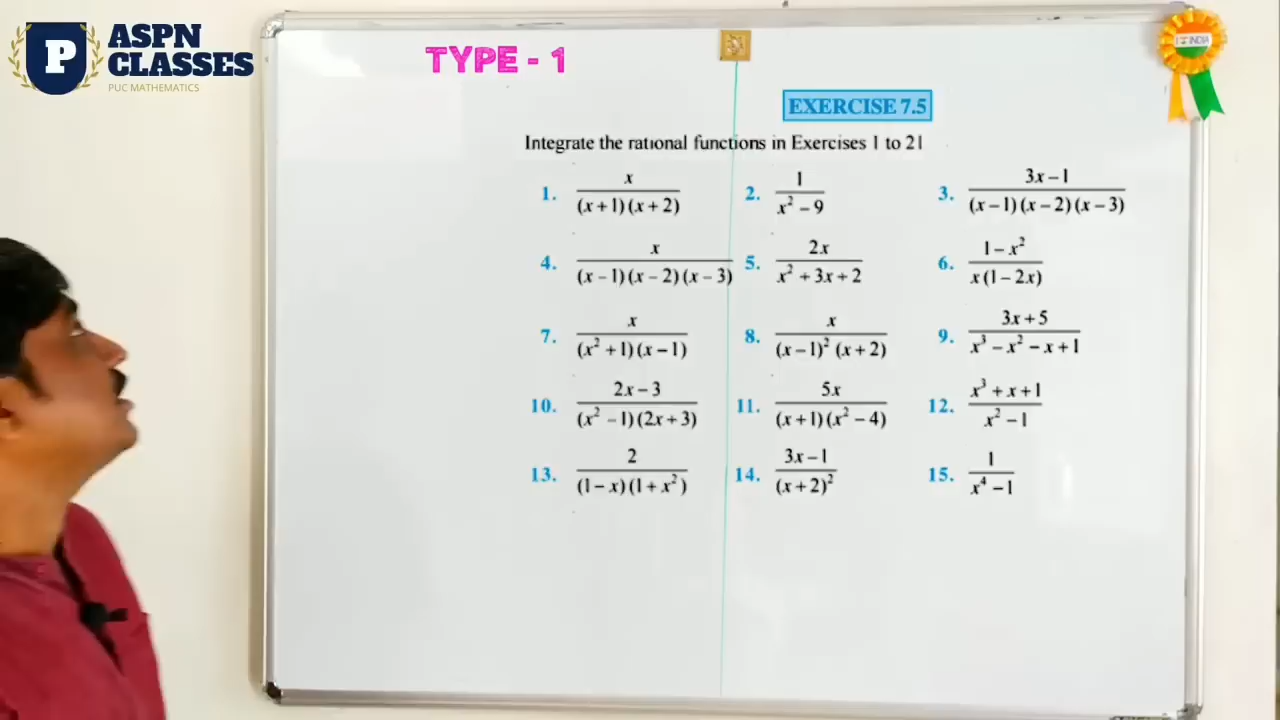 P
ASPN
CLASSES
PUC MATHEMATICS
TYPE - 1
EXERCISE 7.5
Integrate the rational functions in Exercises 1 to 21
1. x / (x+1)(x+2) 2. 1 / x² – 9 3. 3x – 1 / (x – 1)(x – 2)(x – 3)
4. x / (x – 1)(x – 2)(x – 3) 5. 2x / x² + 3x + 2 6. 1 – x² / x(1 – 2x)
7. x / (x² + 1)(x – 1) 8. x / (x – 1)² (x + 2) 9. 3x + 5 / x³ – x² – x + 1
10. 2x – 3 / (x² – 1)(2x + 3) 11. 5x / (x + 1)(x² – 4) 12. x³ + x + 1 / x² – 1
13. 2 / (1 – x)(1 + x²) 14. 3x – 1 / (x + 2)² 15. 1 / x⁴ – 1
INDIA